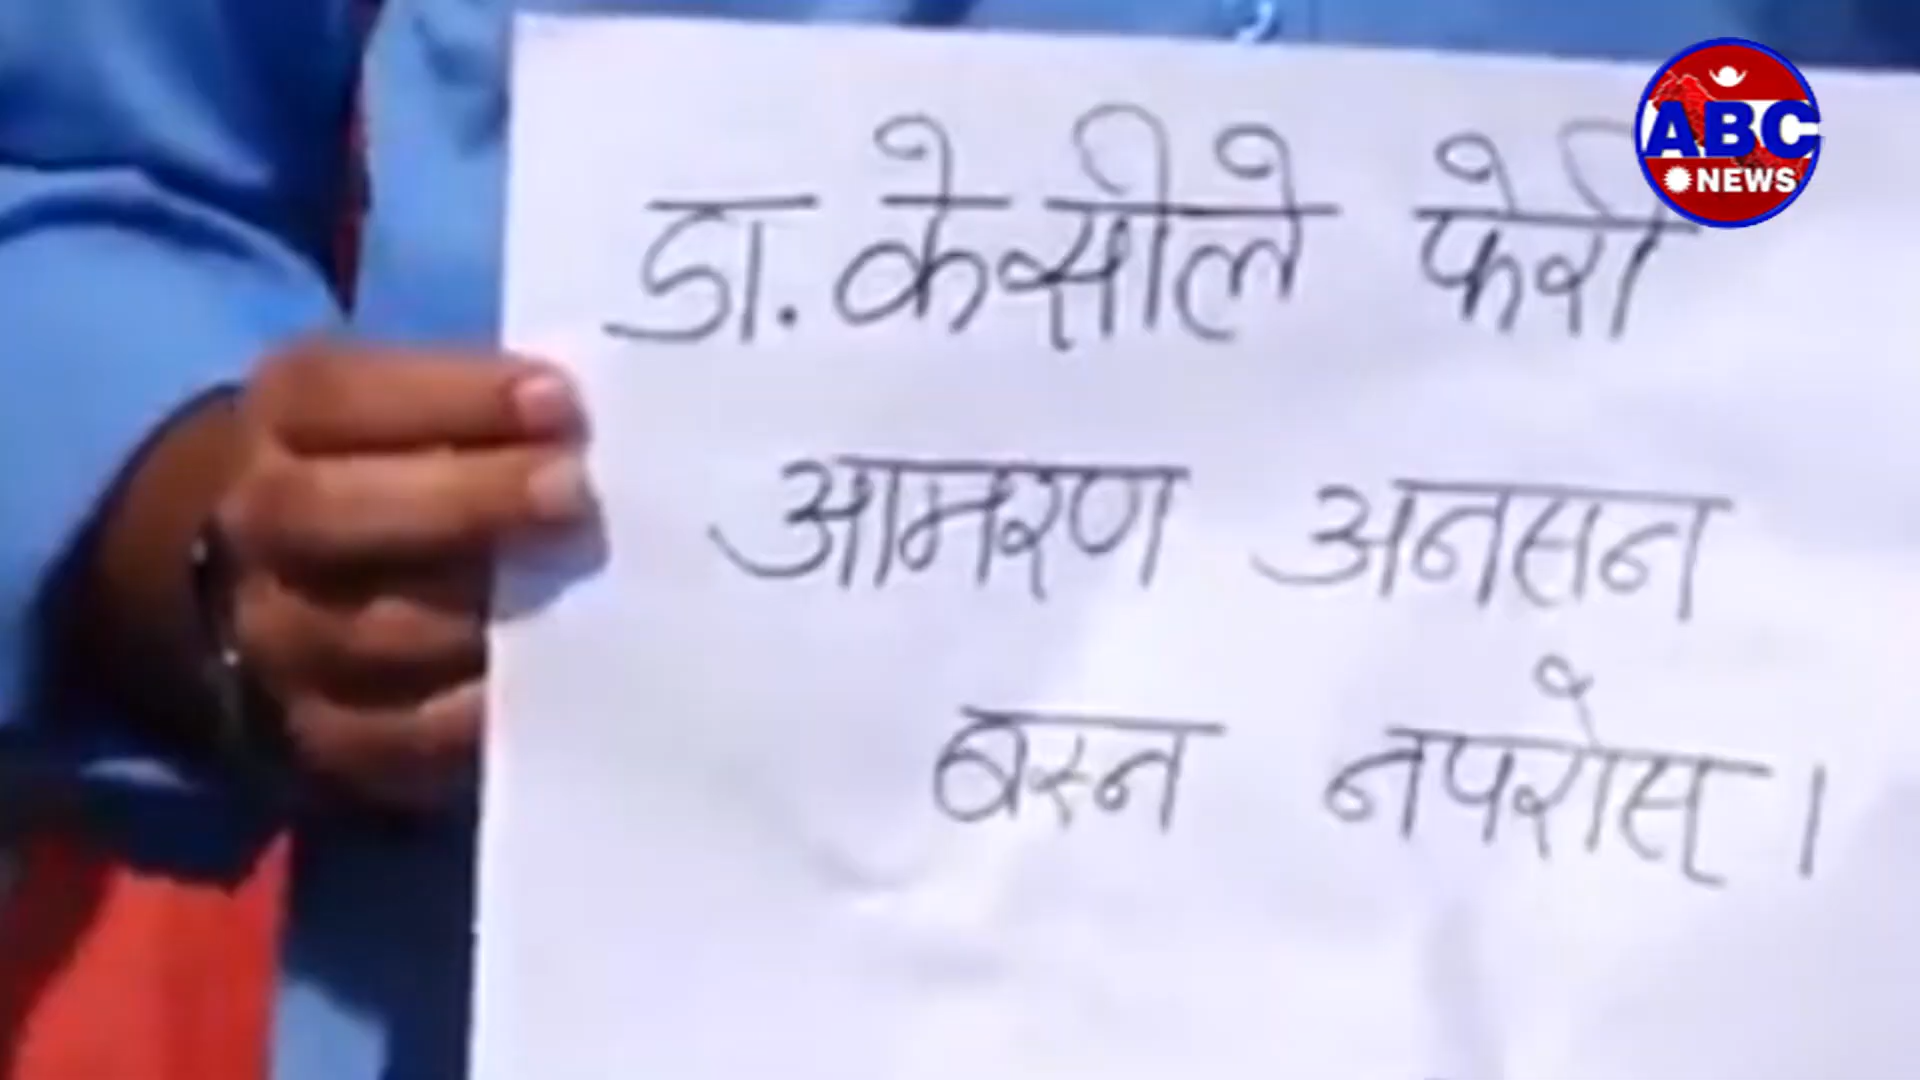 डा. केसीले फेरी
आमरण अनसन
बस्न नपरोस् ।
ABC
NEWS